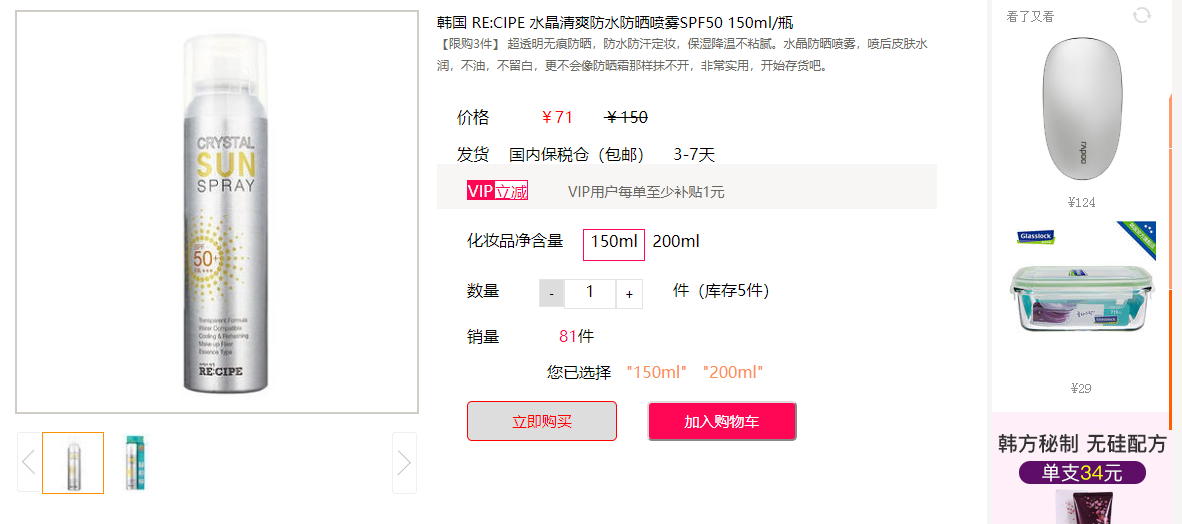 韩国 RE:CIPE 水晶清爽防水防晒喷雾SPF50 150ml/瓶
【限购3件】 超透明无痕防晒，防水防汗定妆，保湿降温不粘腻。水晶防晒喷雾，喷后皮肤水
润，不油，不留白，更不会像防晒霜那样抹不开，非常实用，开始存货吧。
价格 ￥71 ￥150
发货 国内保税仓（包邮） 3-7天
VIP立减 VIP用户每单至少补贴1元
化妆品净含量 150ml 200ml
数量 - 1 + 件（库存5件）
销量 81件
您已选择 "150ml" "200ml"
立即购买 加入购物车
CRYSTAL
SUN
SPRAY
SPF
50+
PA +++
Transparent Formula
Water Compatible
Cooling & Refreshing
Make-up Fixer
Essence Type
RE:CIPE
看了又看
rapoo
¥124
Glasslock
Glasslock
¥29
韩方秘制 无硅配方
单支34元